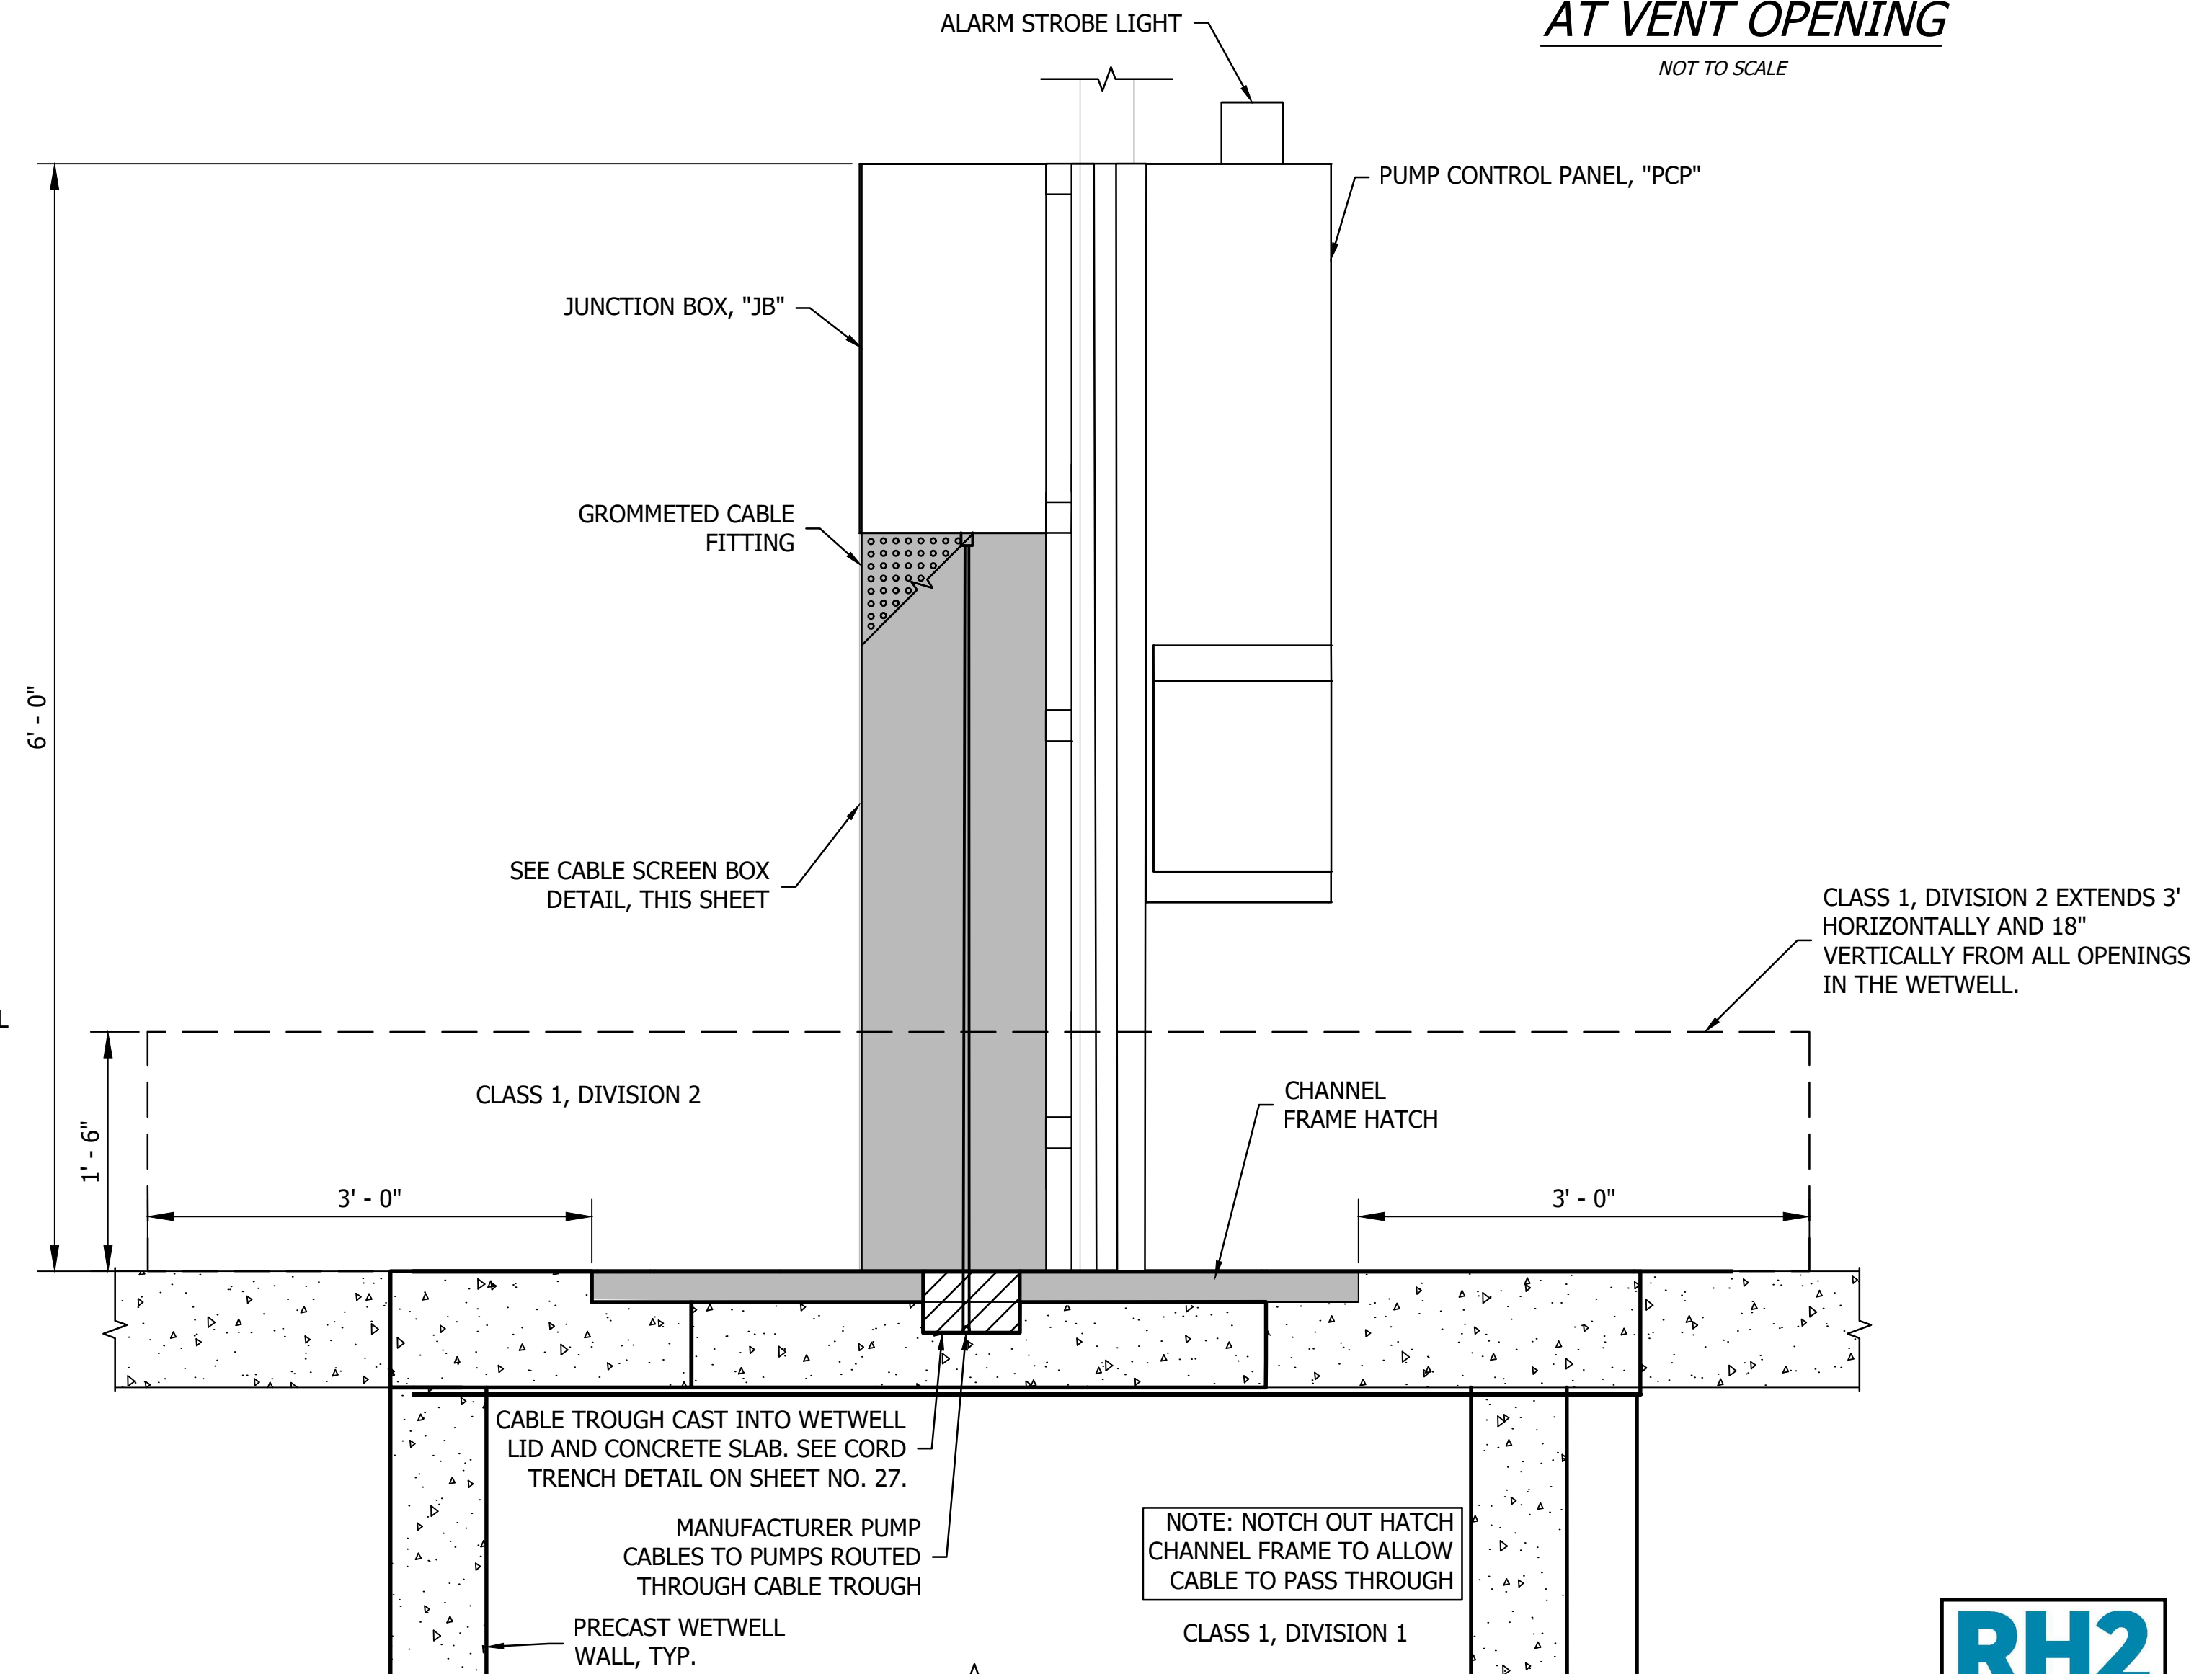 AT VENT OPENING
NOT TO SCALE
ALARM STROBE LIGHT
PUMP CONTROL PANEL, "PCP"
JUNCTION BOX, "JB"
GROMMETED CABLE
FITTING
6' - 0"
SEE CABLE SCREEN BOX
DETAIL, THIS SHEET
CLASS 1, DIVISION 2 EXTENDS 3'
HORIZONTALLY AND 18"
VERTICALLY FROM ALL OPENINGS
IN THE WETWELL.
1' - 6"
CLASS 1, DIVISION 2
CHANNEL
FRAME HATCH
3' - 0"
3' - 0"
CABLE TROUGH CAST INTO WETWELL
LID AND CONCRETE SLAB. SEE CORD
TRENCH DETAIL ON SHEET NO. 27.
MANUFACTURER PUMP
CABLES TO PUMPS ROUTED
THROUGH CABLE TROUGH
NOTE: NOTCH OUT HATCH
CHANNEL FRAME TO ALLOW
CABLE TO PASS THROUGH
PRECAST WETWELL
WALL, TYP.
CLASS 1, DIVISION 1
RH2